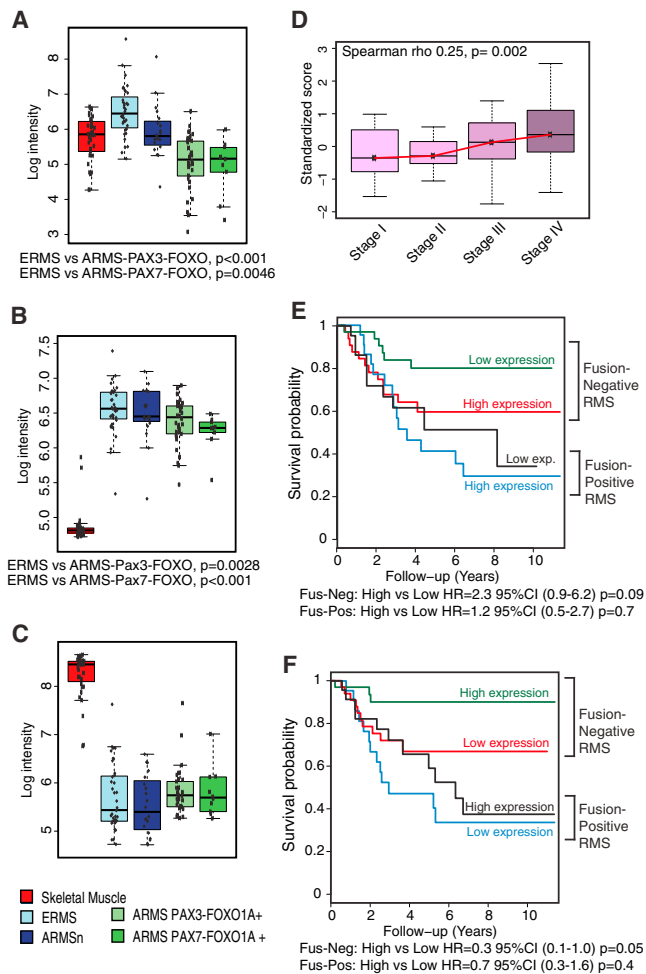 A
8
7
6
5
4
3
Log intensity
ERMS vs ARMS-PAX3-FOXO, p<0.001
ERMS vs ARMS-PAX7-FOXO, p=0.0046
B
7.5
7.0
6.5
6.0
5.5
5.0
Log intensity
ERMS vs ARMS-Pax3-FOXO, p=0.0028
ERMS vs ARMS-Pax7-FOXO, p<0.001
C
8
6
5
Log intensity
Skeletal Muscle
ERMS
ARMSn
ARMS PAX3-FOXO1A+
ARMS PAX7-FOXO1A +
D
Spearman rho 0.25, p= 0.002
3
2
1
0
−1
−2
Standardized score
Stage I
Stage II
Stage III
Stage IV
E
1
0.8
0.6
0.4
0.2
0
Survival probability
Low expression
High expression
Low exp.
High expression
Fusion-
Negative
RMS
Fusion-
Positive
RMS
0 2 4 6 8 10
Follow–up (Years)
Fus-Neg: High vs Low HR=2.3 95%CI (0.9-6.2) p=0.09
Fus-Pos: High vs Low HR=1.2 95%CI (0.5-2.7) p=0.7
F
1
0.8
0.6
0.4
0.2
0
Survival probability
High expression
Low expression
High expression
Low expression
Fusion-
Negative
RMS
Fusion-
Positive
RMS
0 2 4 6 8 10
Follow–up (Years)
Fus-Neg: High vs Low HR=0.3 95%CI (0.1-1.0) p=0.05
Fus-Pos: High vs Low HR=0.7 95%CI (0.3-1.6) p=0.4